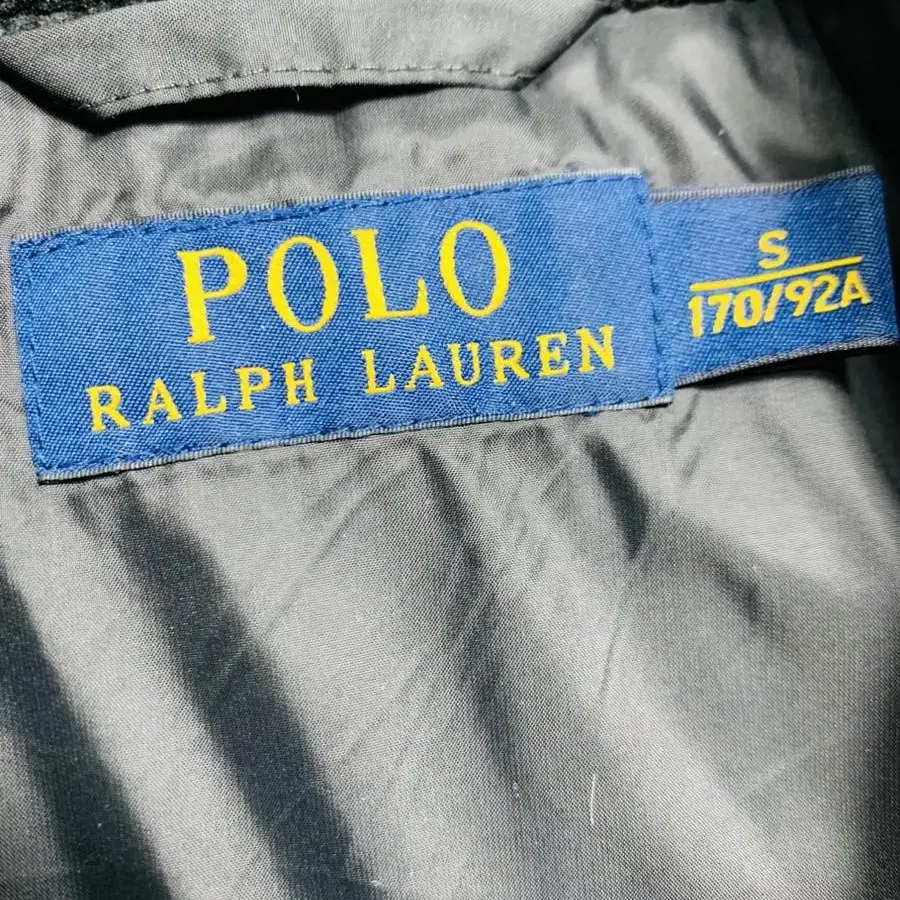 POLO
RALPH LAUREN
S
170/92A